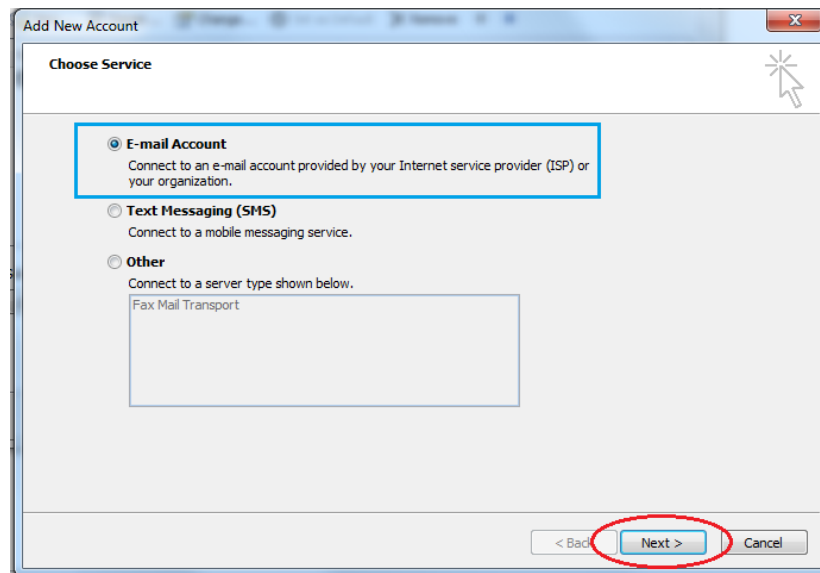 Add New Account
Choose Service
E-mail Account
Connect to an e-mail account provided by your Internet service provider (ISP) or
your organization.
Text Messaging (SMS)
Connect to a mobile messaging service.
Other
Connect to a server type shown below.
Fax Mail Transport
< Back Next > Cancel